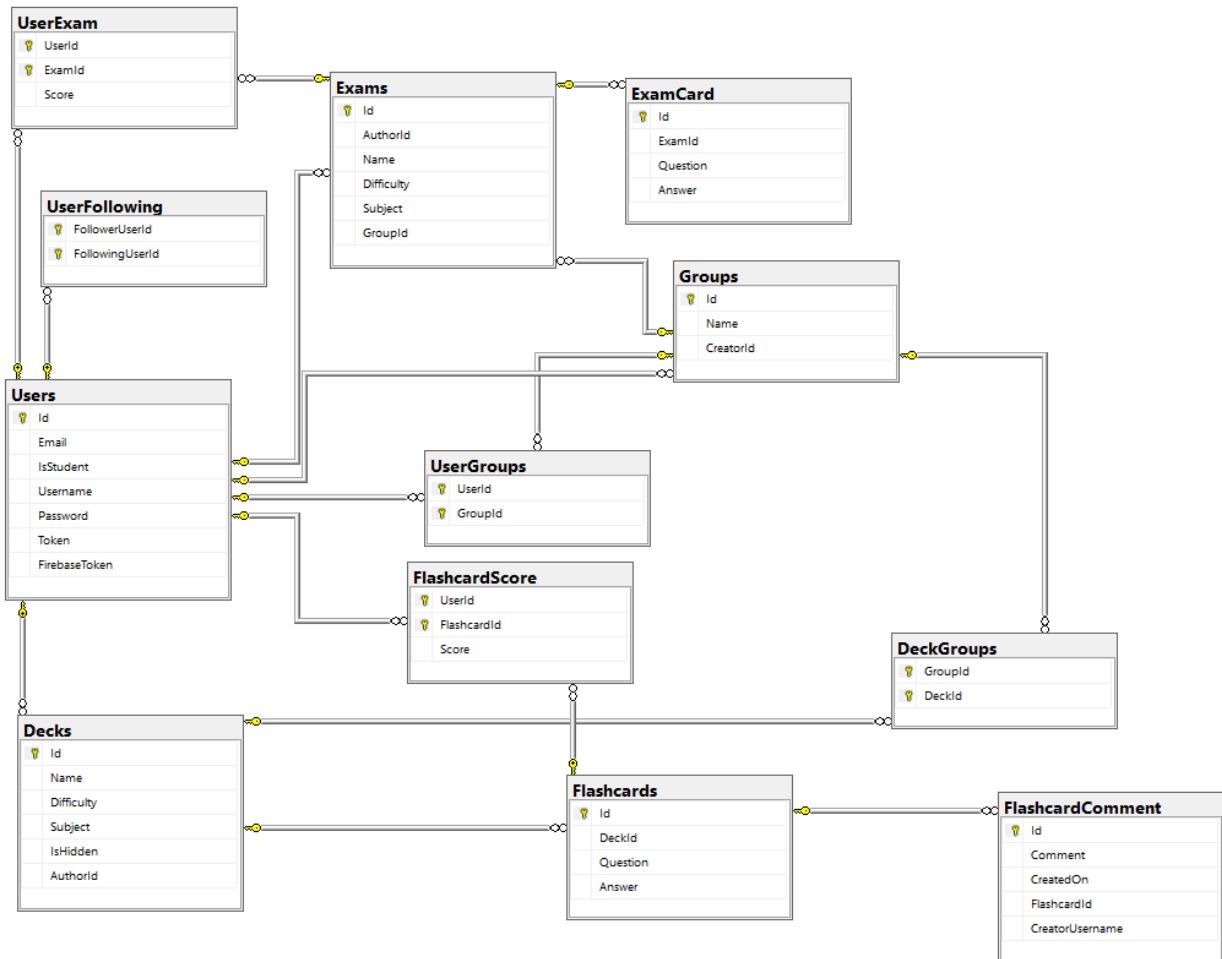 UserExam
UserId
ExamId
Score
Exams
Id
AuthorId
Name
Difficulty
Subject
GroupId
ExamCard
Id
ExamId
Question
Answer
UserFollowing
FollowerUserId
FollowingUserId
Groups
Id
Name
CreatorId
Users
Id
Email
IsStudent
Username
Password
Token
FirebaseToken
UserGroups
UserId
GroupId
FlashcardScore
UserId
FlashcardId
Score
DeckGroups
GroupId
DeckId
Decks
Id
Name
Difficulty
Subject
IsHidden
AuthorId
Flashcards
Id
DeckId
Question
Answer
FlashcardComment
Id
Comment
CreatedOn
FlashcardId
CreatorUsername